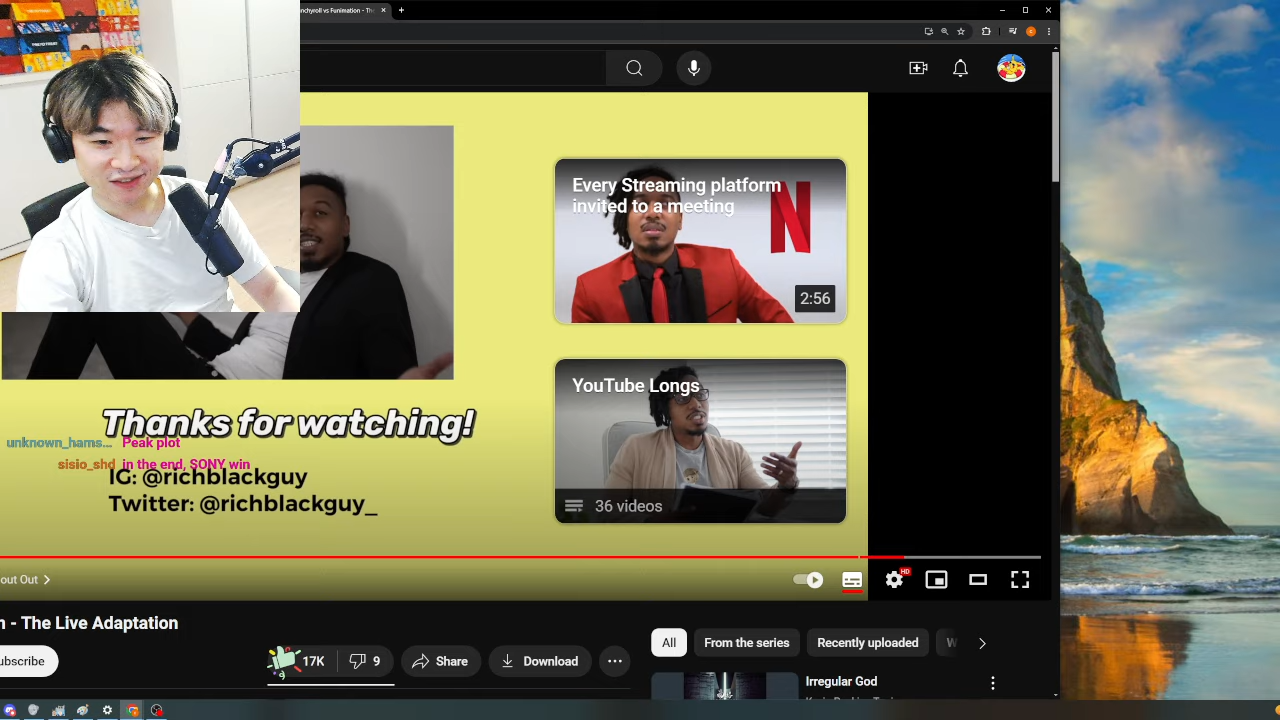 nchyroll vs Funimation - The
Every Streaming platform
invited to a meeting
N
2:56
YouTube Longs
36 videos
Thanks for watching!
unknown_hams... Peak plot
sisio_shd in the end, SONY win
IG: @richblackguy
Twitter: @richblackguy_
out Out
HD
n - The Live Adaptation
ubscribe
17K
9
Share
Download
All
From the series
Recently uploaded
W
Irregular God